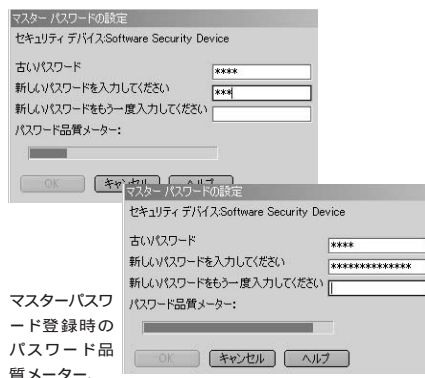 マスター パスワードの設定
セキュリティ デバイス:Software Security Device
古いパスワード
****
新しいパスワードを入力してください
***
新しいパスワードをもう一度入力してください
パスワード品質メーター:
OK キャンセル ヘルプ
マスター パスワードの設定
セキュリティ デバイス:Software Security Device
古いパスワード
****
新しいパスワードを入力してください
**************
新しいパスワードをもう一度入力してください
パスワード品質メーター:
OK キャンセル ヘルプ
マスターパスワ
ード登録時の
パスワード品
質メーター。